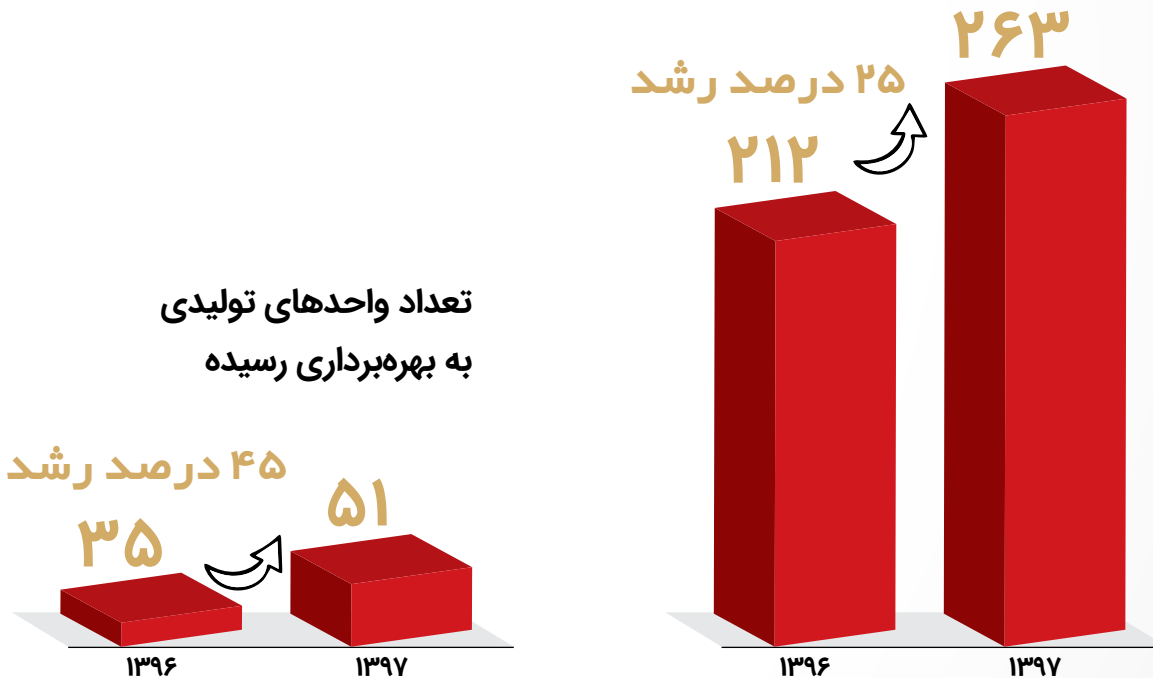 ۲۶۳
۲۵ درصد رشد
۲۱۲
۱۳۹۶
۱۳۹۷
تعداد واحدهای تولیدی
به بهره‌برداری رسیده
۴۵ درصد رشد
۵۱
۳۵
۱۳۹۶
۱۳۹۷